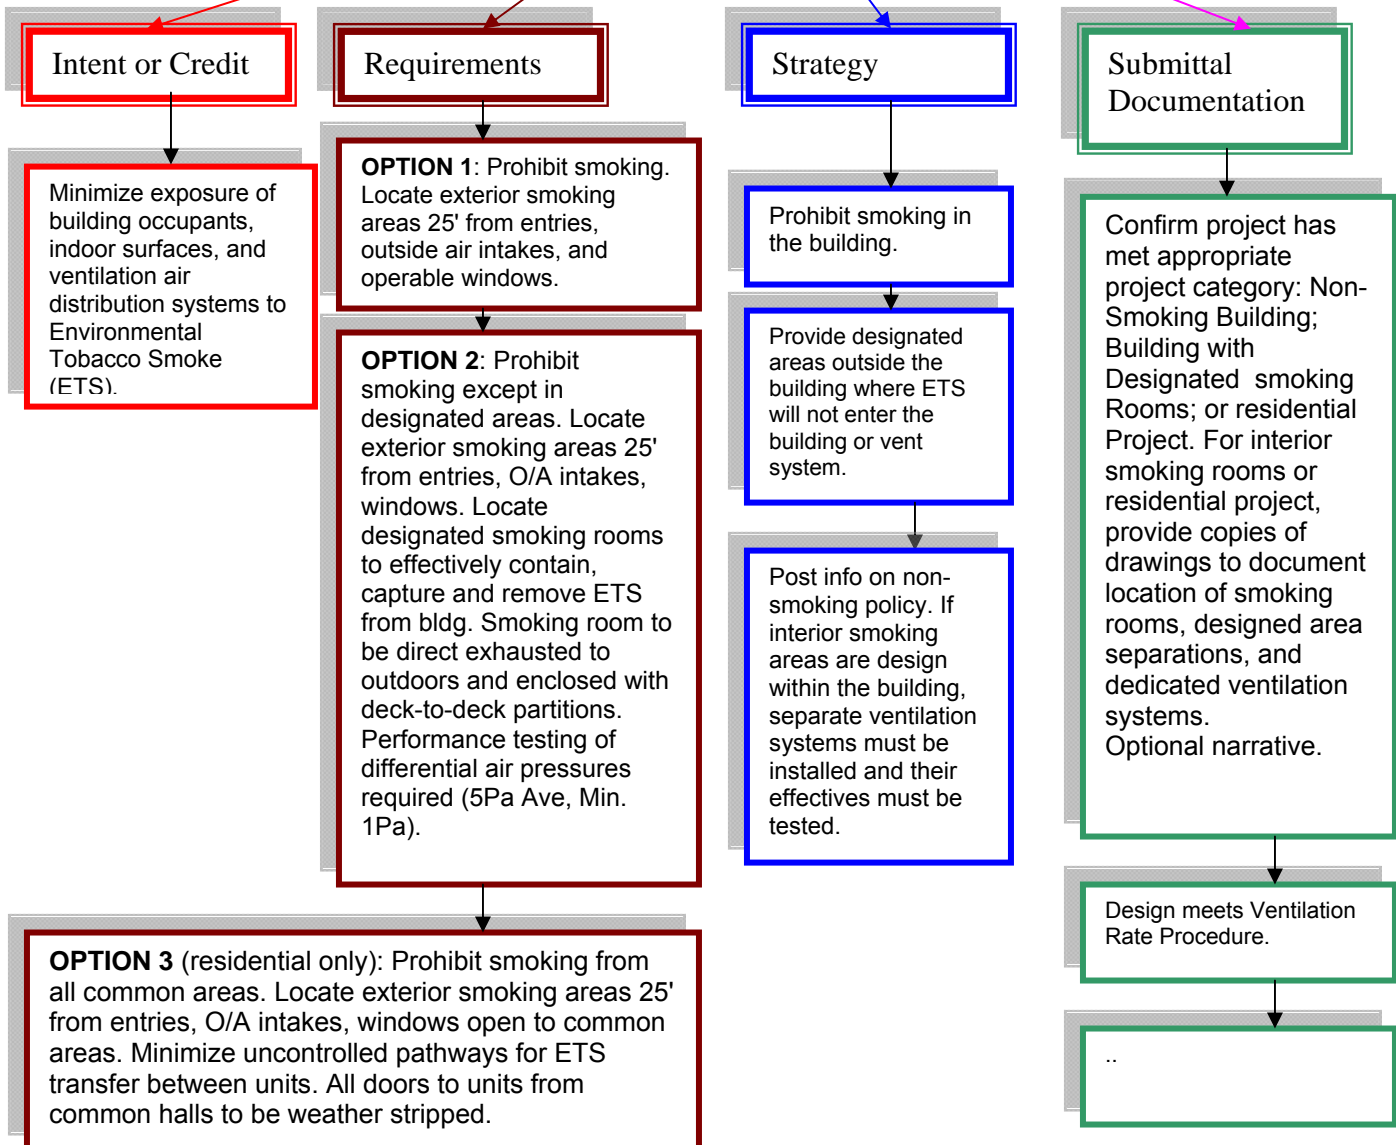 Intent or Credit
Minimize exposure of
building occupants,
indoor surfaces, and
ventilation air
distribution systems to
Environmental
Tobacco Smoke
(ETS).
Requirements
OPTION 1: Prohibit smoking.
Locate exterior smoking
areas 25' from entries,
outside air intakes, and
operable windows.
OPTION 2: Prohibit
smoking except in
designated areas. Locate
exterior smoking areas 25'
from entries, O/A intakes,
windows. Locate
designated smoking rooms
to effectively contain,
capture and remove ETS
from bldg. Smoking room to
be direct exhausted to
outdoors and enclosed with
deck-to-deck partitions.
Performance testing of
differential air pressures
required (5Pa Ave, Min.
1Pa).
OPTION 3 (residential only): Prohibit smoking from
all common areas. Locate exterior smoking areas 25'
from entries, O/A intakes, windows open to common
areas. Minimize uncontrolled pathways for ETS
transfer between units. All doors to units from
common halls to be weather stripped.
Strategy
Prohibit smoking in
the building.
Provide designated
areas outside the
building where ETS
will not enter the
building or vent
system.
Post info on non-
smoking policy. If
interior smoking
areas are design
within the building,
separate ventilation
systems must be
installed and their
effectives must be
tested.
Submittal
Documentation
Confirm project has
met appropriate
project category: Non-
Smoking Building;
Building with
Designated smoking
Rooms; or residential
Project. For interior
smoking rooms or
residential project,
provide copies of
drawings to document
location of smoking
rooms, designed area
separations, and
dedicated ventilation
systems.
Optional narrative.
Design meets Ventilation
Rate Procedure.
..